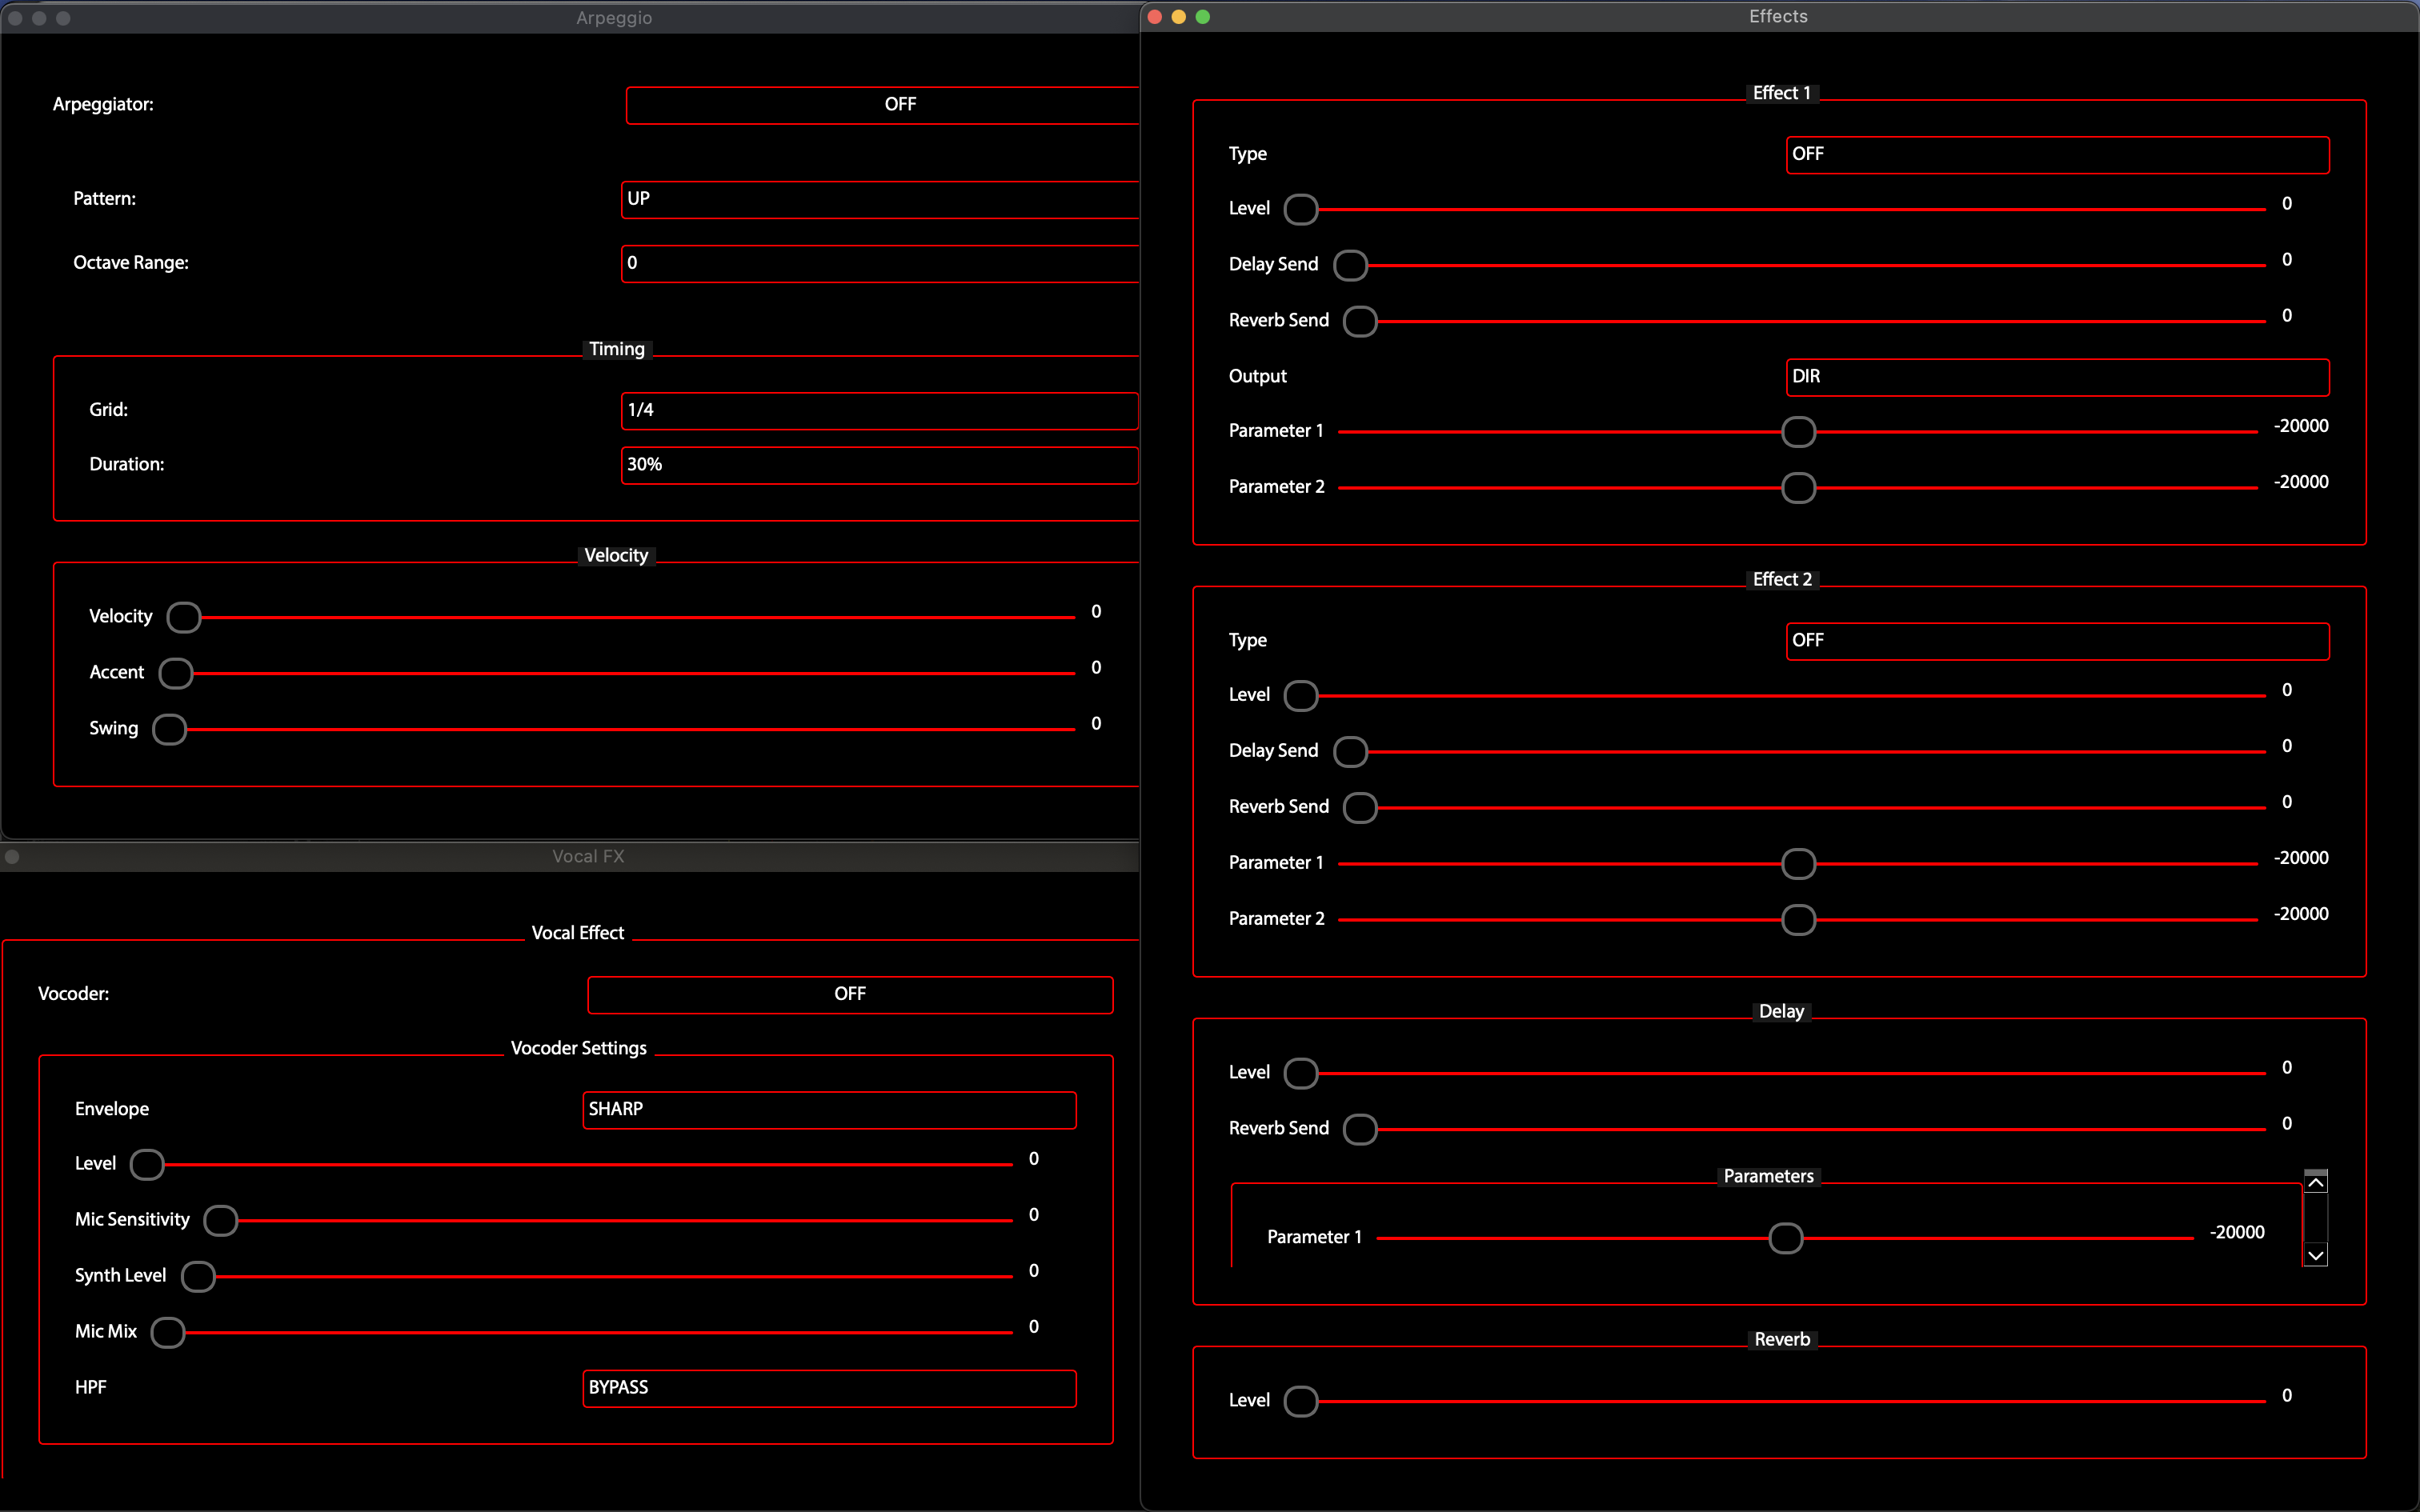 Arpeggio
Arpeggiator: OFF
Pattern: UP
Octave Range: 0
Timing
Grid: 1/4
Duration: 30%
Velocity
Velocity 0
Accent 0
Swing 0
Vocal FX
Vocal Effect
Vocoder: OFF
Vocoder Settings
Envelope SHARP
Level 0
Mic Sensitivity 0
Synth Level 0
Mic Mix 0
HPF BYPASS
Effects
Effect 1
Type OFF
Level 0
Delay Send 0
Reverb Send 0
Output DIR
Parameter 1 -20000
Parameter 2 -20000
Effect 2
Type OFF
Level 0
Delay Send 0
Reverb Send 0
Parameter 1 -20000
Parameter 2 -20000
Delay
Level 0
Reverb Send 0
Parameters
Parameter 1 -20000
Reverb
Level 0